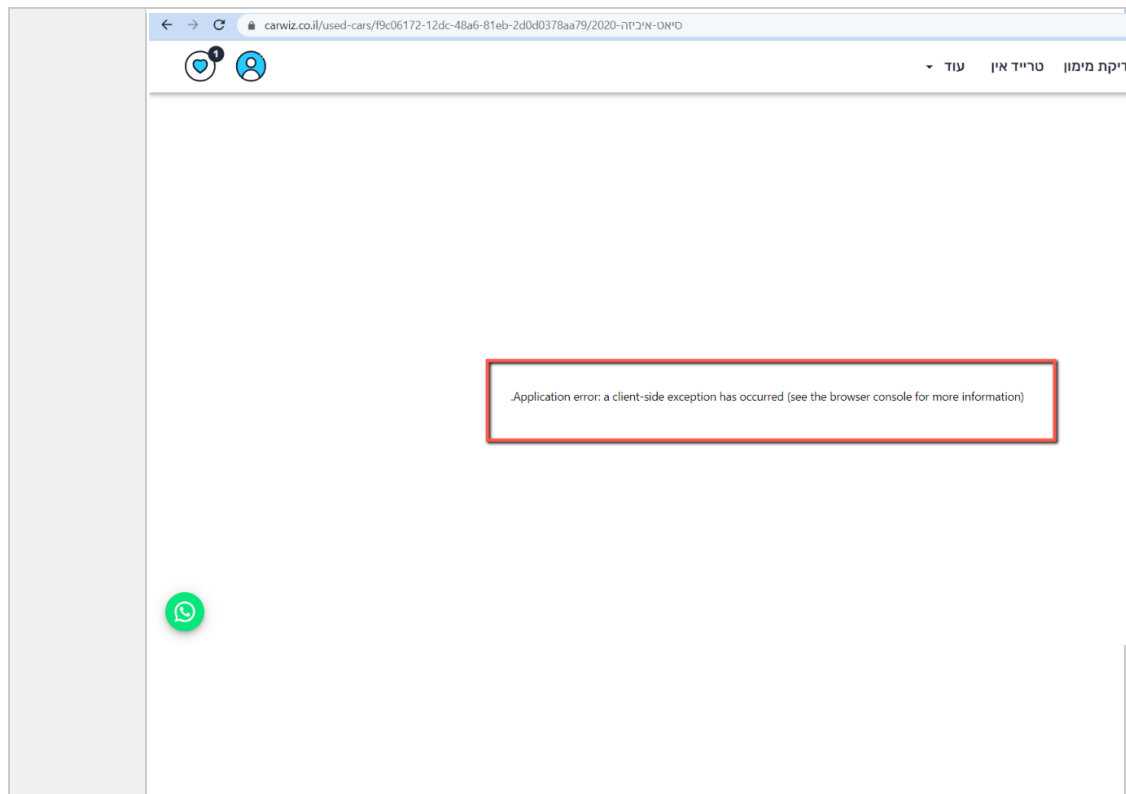 carwiz.co.il/used-cars/f9c06172-12dc-48a6-81eb-2d0d0378aa79/2020-סיאט-איביזה
1
דיקת מימון טרייד אין עוד
.Application error: a client-side exception has occurred (see the browser console for more information)